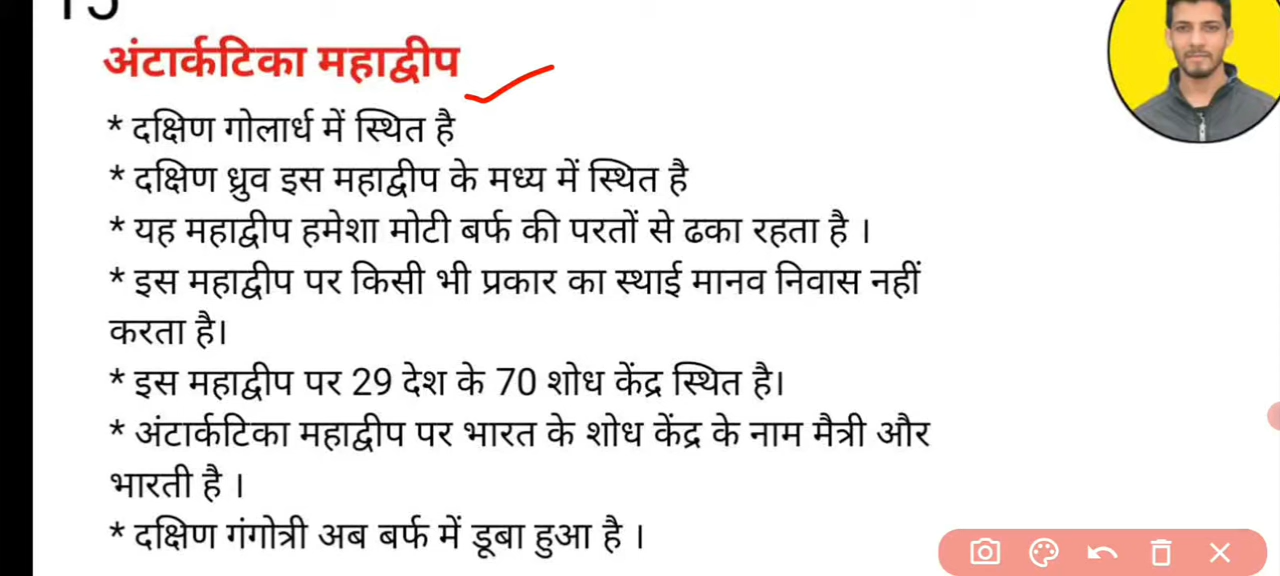 15
अंटार्कटिका महाद्वीप
* दक्षिण गोलार्ध में स्थित है
* दक्षिण ध्रुव इस महाद्वीप के मध्य में स्थित है
* यह महाद्वीप हमेशा मोटी बर्फ की परतों से ढका रहता है ।
* इस महाद्वीप पर किसी भी प्रकार का स्थाई मानव निवास नहीं
करता है।
* इस महाद्वीप पर 29 देश के 70 शोध केंद्र स्थित है।
* अंटार्कटिका महाद्वीप पर भारत के शोध केंद्र के नाम मैत्री और
भारती है ।
* दक्षिण गंगोत्री अब बर्फ में डूबा हुआ है ।